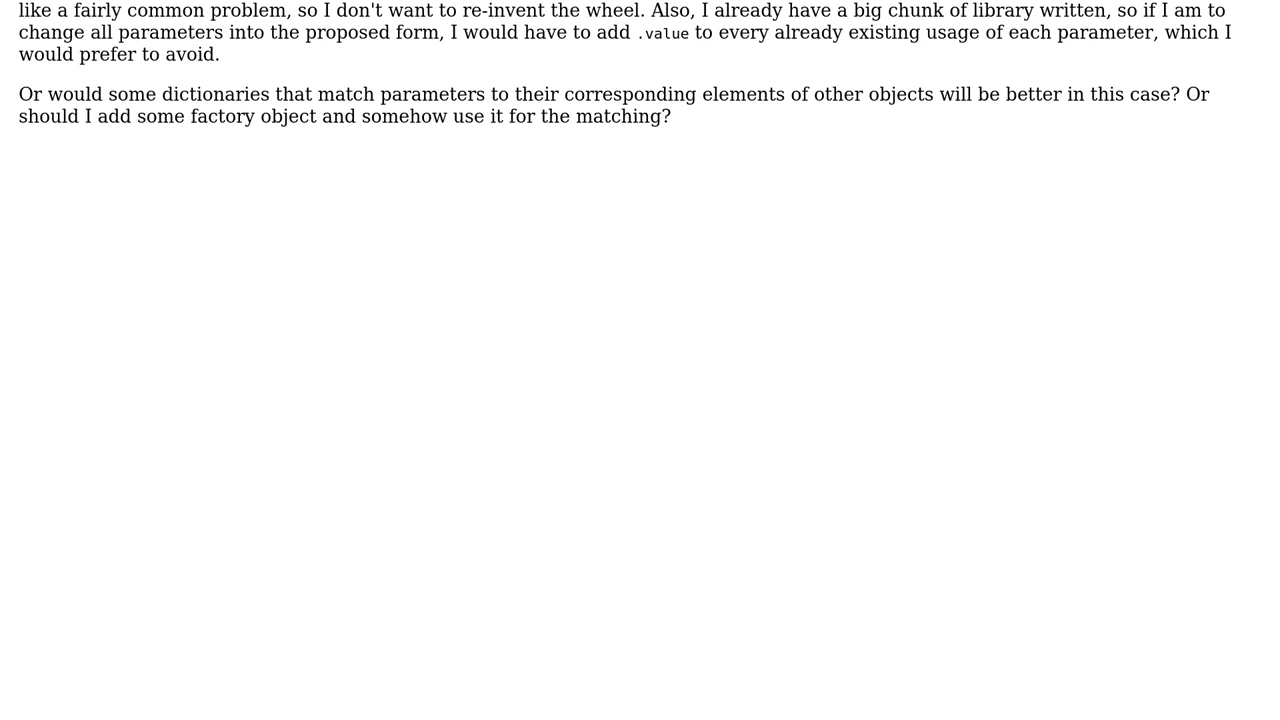 like a fairly common problem, so I don't want to re-invent the wheel. Also, I already have a big chunk of library written, so if I am to
change all parameters into the proposed form, I would have to add .value to every already existing usage of each parameter, which I
would prefer to avoid.
Or would some dictionaries that match parameters to their corresponding elements of other objects will be better in this case? Or
should I add some factory object and somehow use it for the matching?